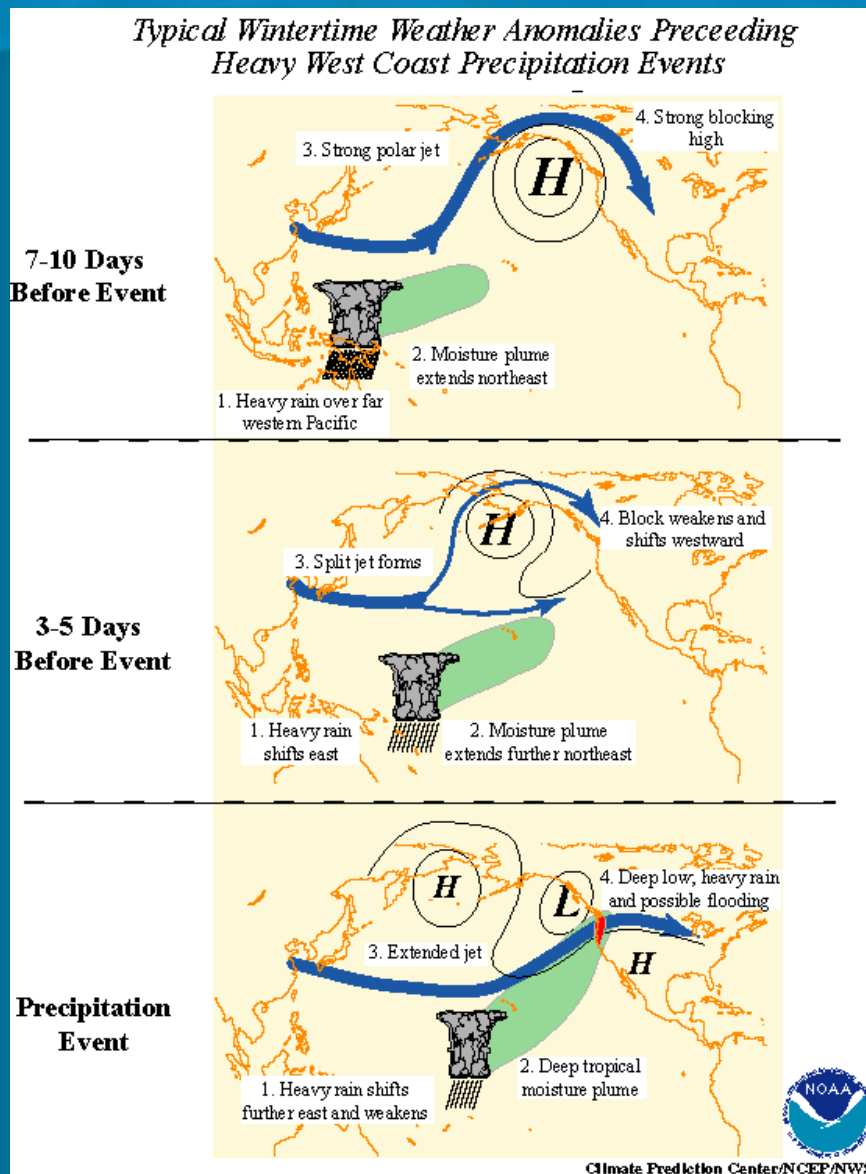 Typical Wintertime Weather Anomalies Preceeding
Heavy West Coast Precipitation Events
7-10 Days
Before Event
3. Strong polar jet
4. Strong blocking
high
H
2. Moisture plume
extends northeast
1. Heavy rain over far
western Pacific
3-5 Days
Before Event
H
4. Block weakens and
shifts westward
3. Split jet forms
1. Heavy rain
shifts east
2. Moisture plume
extends further northeast
Precipitation
Event
H
L
4. Deep low, heavy rain
and possible flooding
3. Extended jet
H
2. Deep tropical
moisture plume
1. Heavy rain shifts
further east and weakens
NOAA
Climate Prediction Center/NCEP/NWS